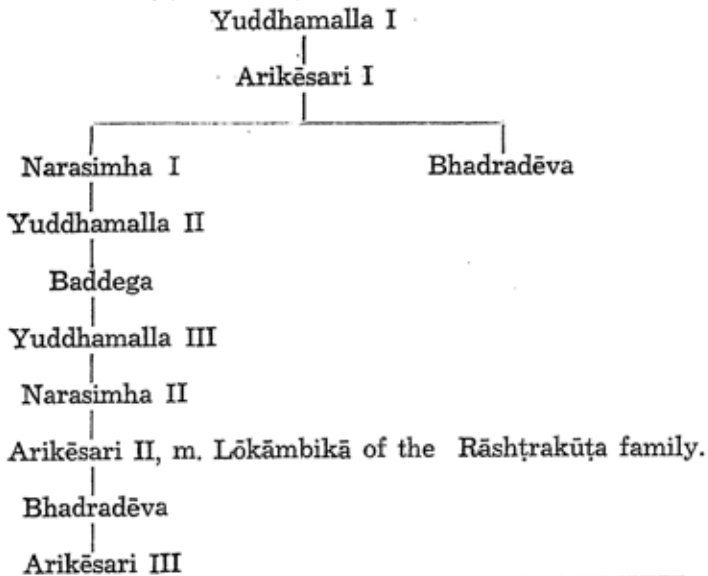 Yuddhamalla I
Arikēsari I
Narasimha I Bhadradēva
Yuddhamalla II
Baddega
Yuddhamalla III
Narasimha II
Arikēsari II, m. Lōkāmbikā of the Rāshṭrakūṭa family.
Bhadradēva
Arikēsari III